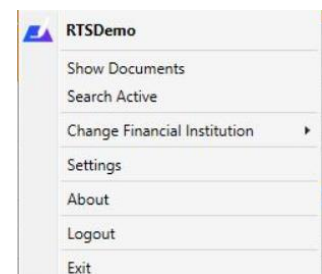 RTSDemo
Show Documents
Search Active
Change Financial Institution
Settings
About
Logout
Exit